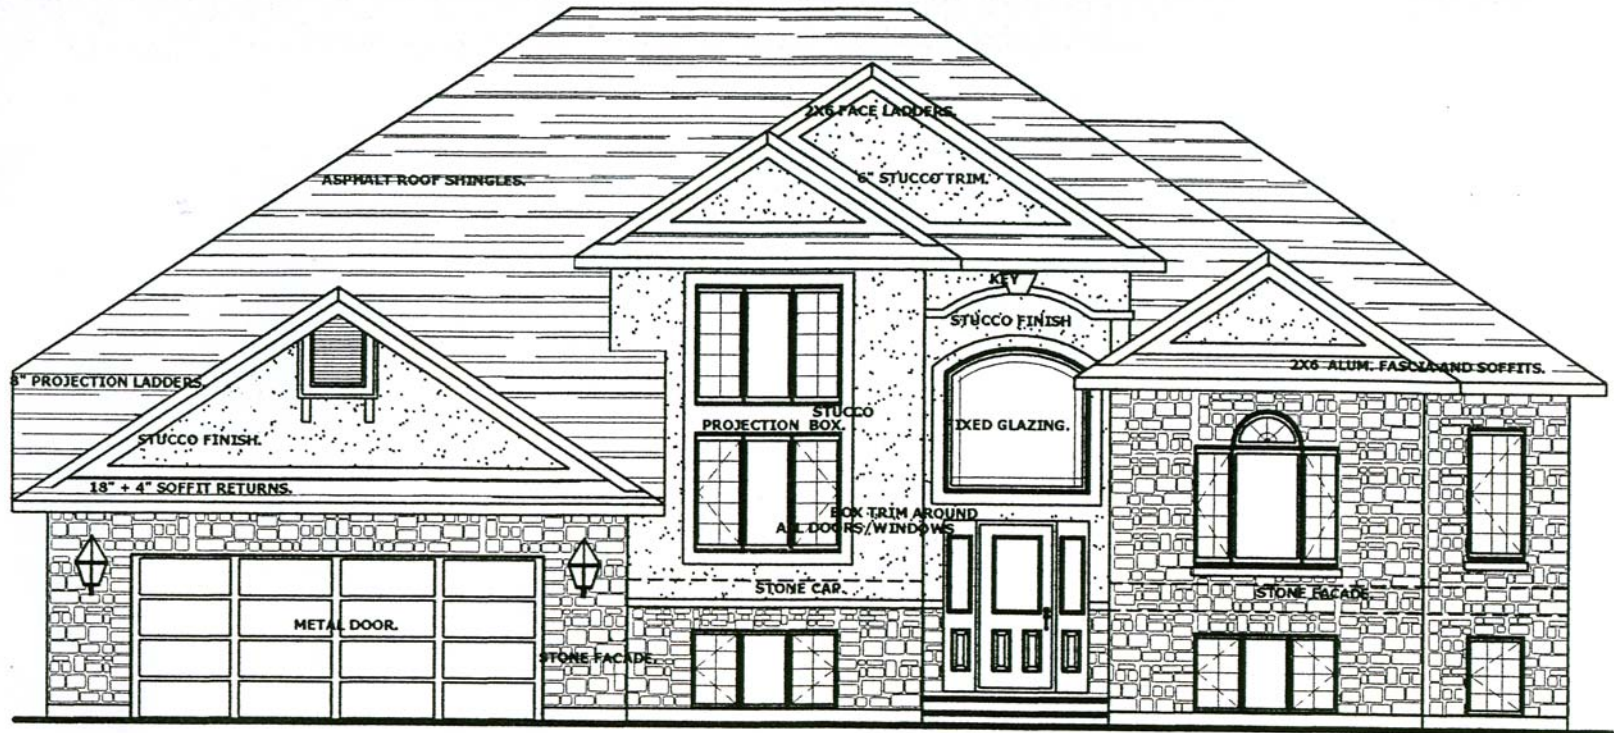 2X6 FACE LADDERS.
ASPHALT ROOF SHINGLES.
6" STUCCO TRIM.
KEY
STUCCO FINISH
2X6 ALUM. FASCIA AND SOFFITS.
8" PROJECTION LADDERS.
STUCCO
PROJECTION BOX.
FIXED GLAZING.
STUCCO FINISH.
18" + 4" SOFFIT RETURNS.
BOX TRIM AROUND
ALL DOORS/WINDOWS
STONE CAP.
STONE FACADE.
METAL DOOR.
STONE FACADE.